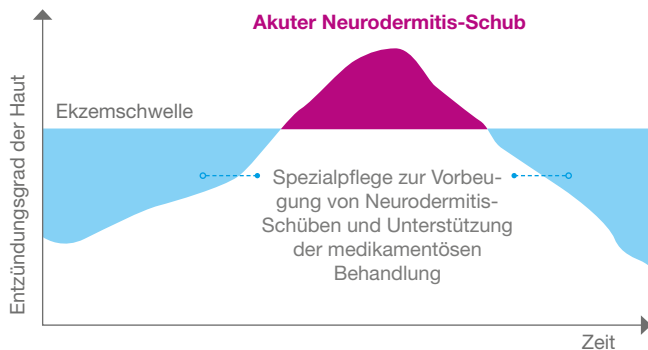 Akuter Neurodermitis-Schub
Entzündungsgrad der Haut
Ekzemschwelle
Spezialpflege zur Vorbeu-
gung von Neurodermitis-
Schüben und Unterstützung
der medikamentösen
Behandlung
Zeit